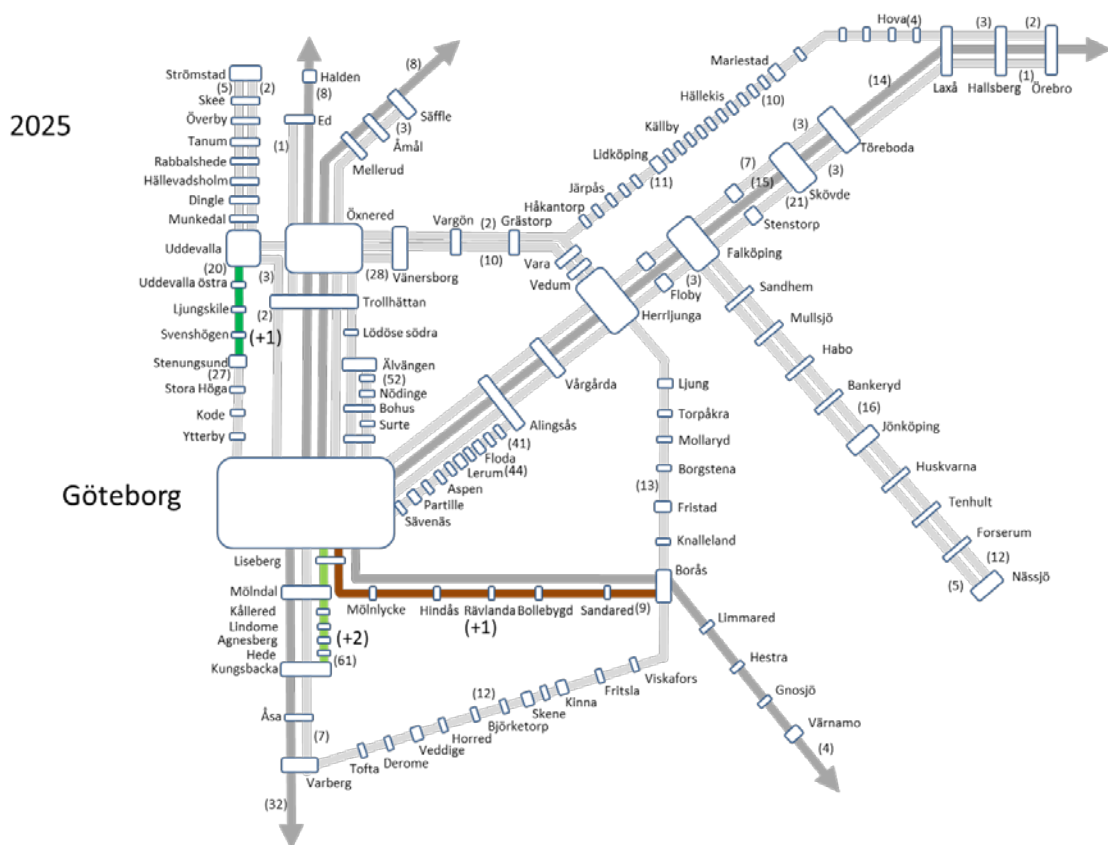 2025
Göteborg
Strömstad
(5)
(2)
Skee
Överby
Tanum
Rabbalshede
Hällevadsholm
Dingle
Munkedal
Uddevalla
(20)
(3)
Uddevalla östra
Ljungskile
Svenshögen
(+1)
Stenungsund
(27)
Stora Höga
Kode
Ytterby
Halden
(8)
Ed
(1)
(8)
Säffle
(3)
Åmål
Mellerud
Öxnered
(28)
Vänersborg
Vargön
(2)
Grästorp
(10)
Trollhättan
(2)
Lödöse södra
Älvängen
(52)
Nödinge
Bohus
Surte
Hova
(4)
(3)
(2)
Laxå
Hallsberg
(1)
Örebro
(14)
Mariestad
Hällekis
(10)
Källby
Lidköping
(11)
Järpås
Håkantorp
Vara
Vedum
Herrljunga
(3)
Töreboda
(3)
(7)
(15)
Skövde
(21)
Stenstorp
Falköping
(3)
Floby
Vårgårda
Alingsås
(41)
Floda
Lerum
(44)
Aspen
Partille
Sävenäs
Sandhem
Mullsjö
Habo
Bankeryd
(16)
Jönköping
Huskvarna
Tenhult
Forserum
(12)
(5)
Nässjö
Ljung
Torpåkra
Mollaryd
Borgstena
(13)
Fristad
Knalleland
Borås
(9)
Liseberg
Mölndal
Kållered
Lindome
Agnesberg
(+2)
Hede
(61)
Kungsbacka
Åsa
(7)
Varberg
(32)
Mölnlycke
Hindås
Rävlanda
(+1)
Bollebygd
Sandared
Limmared
Hestra
Gnosjö
Värnamo
(4)
Viskafors
Fritsla
Kinna
Skene
(12)
Björketorp
Horred
Veddige
Derome
Tofta